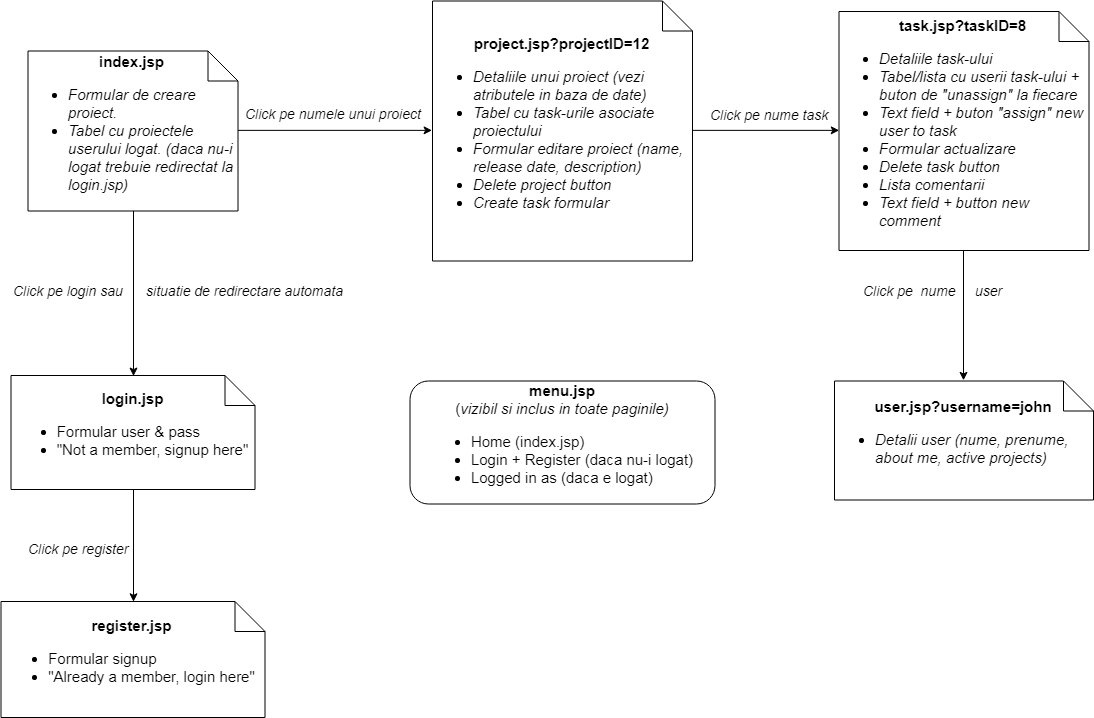 index.jsp
Formular de creare
proiect.
Tabel cu proiectele
userului logat. (daca nu-i
logat trebuie redirectat la
login.jsp)
Click pe numele unui proiect
project.jsp?projectID=12
Detaliile unui proiect (vezi
atributele in baza de date)
Tabel cu task-urile asociate
proiectului
Formular editare proiect (name,
release date, description)
Delete project button
Create task formular
Click pe nume task
task.jsp?taskID=8
Detaliile task-ului
Tabel/lista cu userii task-ului +
buton de "unassign" la fiecare
Text field + buton "assign" new
user to task
Formular actualizare
Delete task button
Lista comentarii
Text field + button new
comment
Click pe login sau
situatie de redirectare automata
Click pe nume
user
login.jsp
Formular user & pass
"Not a member, signup here"
menu.jsp
(vizibil si inclus in toate paginile)
Home (index.jsp)
Login + Register (daca nu-i logat)
Logged in as (daca e logat)
user.jsp?username=john
Detalii user (nume, prenume,
about me, active projects)
Click pe register
register.jsp
Formular signup
"Already a member, login here"